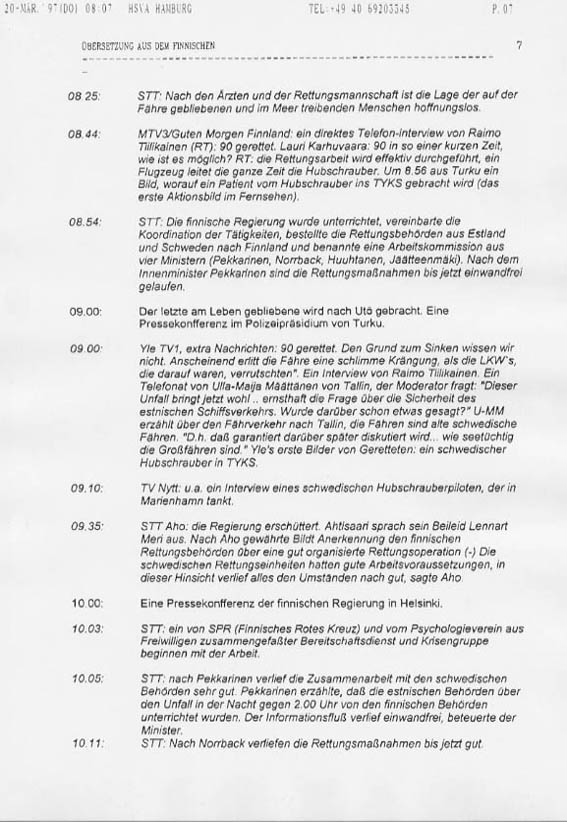 20-MAR.'97(DO) 08:07 HSVA HAMBURG TEL:+49 40 69203345 P.07
ÜBERSETZUNG AUS DEM FINNISCHEN 7
08.25: STT: Nach den Ärzten und der Rettungsmannschaft ist die Lage der auf der
Fähre gebliebenen und im Meer treibenden Menschen hoffnungslos.
08.44: MTV3/Guten Morgen Finnland: ein direktes Telefon-Interview von Raimo
Tiilikainen (RT): 90 gerettet. Lauri Karhuvaara: 90 in so einer kurzen Zeit,
wie ist es möglich? RT: die Rettungsarbeit wird effektiv durchgeführt, ein
Flugzeug leitet die ganze Zeit die Hubschrauber. Um 8.56 aus Turku ein
Bild, worauf ein Patient vom Hubschrauber ins TYKS gebracht wird (das
erste Aktionsbild im Fernsehen).
08.54: STT: Die finnische Regierung wurde unterrichtet, vereinbarte die
Koordination der Tätigkeiten, bestellte die Rettungsbehörden aus Estland
und Schweden nach Finnland und benannte eine Arbeitskommission aus
vier Ministern (Pekkarinen, Norrback, Huuhtanen, Jäätteenmäki). Nach dem
Innenminister Pekkarinen sind die Rettungsmaßnahmen bis jetzt einwandfrei
gelaufen.
09.00: Der letzte am Leben gebliebene wird nach Utö gebracht. Eine
Pressekonferenz im Polizeipräsidium von Turku.
09.00: Yle TV1, extra Nachrichten: 90 gerettet. Den Grund zum Sinken wissen wir
nicht. Anscheinend erlitt die Fähre eine schlimme Krängung, als die LKW's,
die darauf waren, verrutschten". Ein Interview von Raimo Tiilikainen. Ein
Telefonat von Ulla-Maija Määttänen von Tallin, der Moderator fragt: "Dieser
Unfall bringt jetzt wohl .. ernsthaft die Frage über die Sicherheit des
estnischen Schiffsverkehrs. Wurde darüber schon etwas gesagt?" U-MM
erzählt über den Fährverkehr nach Tallin, die Fähren sind alte schwedische
Fähren. "D.h. daß garantiert darüber später diskutiert wird... wie seetüchtig
die Großfähren sind." Yle's erste Bilder von Geretteten: ein schwedischer
Hubschrauber in TYKS.
09.10: TV Nytt: u.a. ein Interview eines schwedischen Hubschrauberpiloten, der in
Marienhamn tankt.
09.35: STT Aho: die Regierung erschüttert. Ahtisaari sprach sein Beileid Lennart
Meri aus. Nach Aho gewährte Bildt Anerkennung den finnischen
Rettungsbehörden über eine gut organisierte Rettungsoperation (-) Die
schwedischen Rettungseinheiten hatten gute Arbeitsvoraussetzungen, in
dieser Hinsicht verlief alles den Umständen nach gut, sagte Aho.
10.00: Eine Pressekonferenz der finnischen Regierung in Helsinki.
10.03: STT: ein von SPR (Finnisches Rotes Kreuz) und vom Psychologieverein aus
Freiwilligen zusammengefaßter Bereitschaftsdienst und Krisengruppe
beginnen mit der Arbeit.
10.05: STT: nach Pekkarinen verlief die Zusammenarbeit mit den schwedischen
Behörden sehr gut. Pekkarinen erzählte, daß die estnischen Behörden über
den Unfall in der Nacht gegen 2.00 Uhr von den finnischen Behörden
unterrichtet wurden. Der Informationsfluß verlief einwandfrei, beteuerte der
Minister.
10.11: STT: Nach Norrback verliefen die Rettungsmaßnahmen bis jetzt gut.